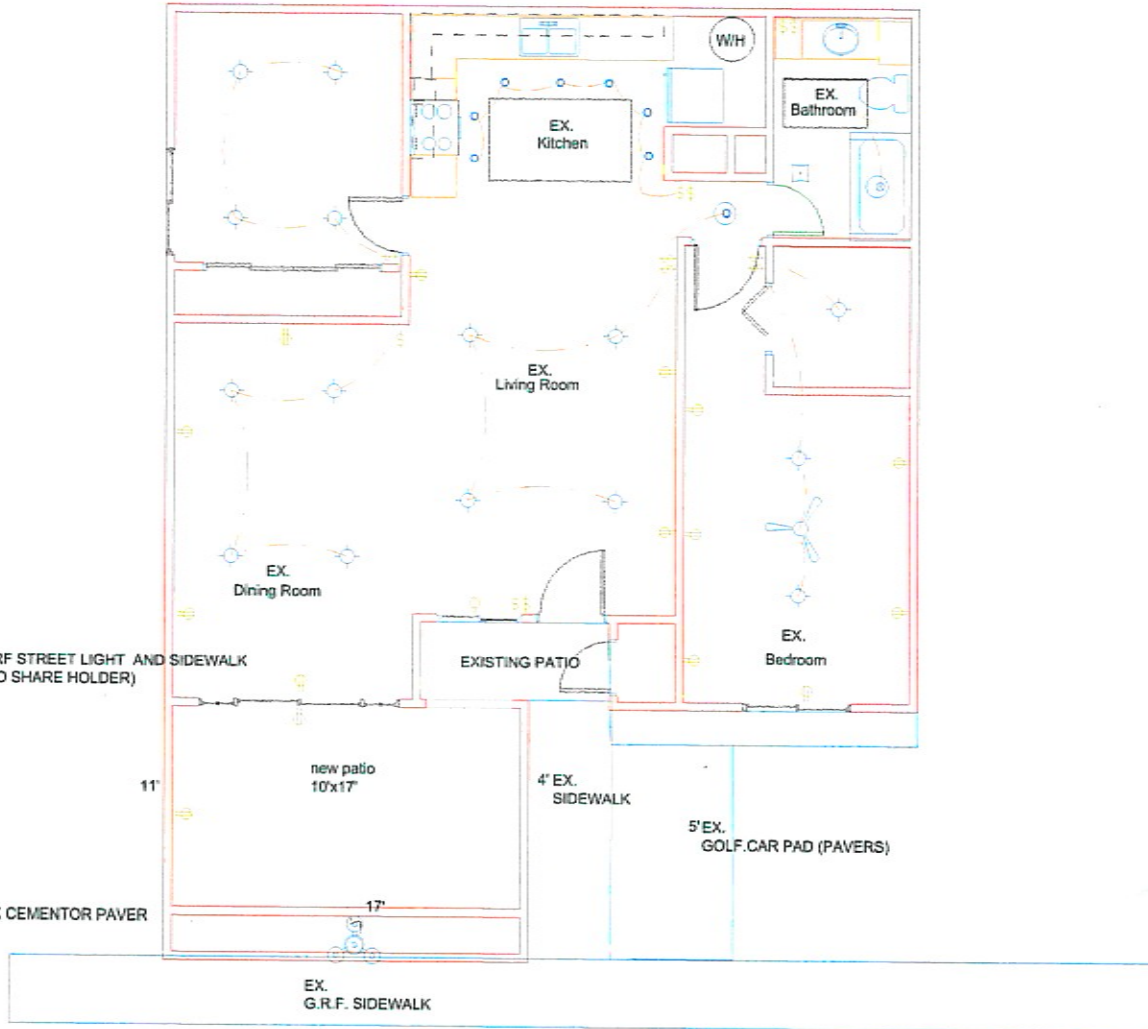 W/H
EX.
Bathroom
EX.
Kitchen
EX.
Living Room
EX.
Dining Room
EX.
Bedroom
RF STREET LIGHT AND SIDEWALK
O SHARE HOLDER)
EXISTING PATIO
new patio
10'x17'
11'
4' EX.
SIDEWALK
5' EX.
GOLF.CAR PAD (PAVERS)
CEMENTOR PAVER
17'
EX.
G.R.F. SIDEWALK